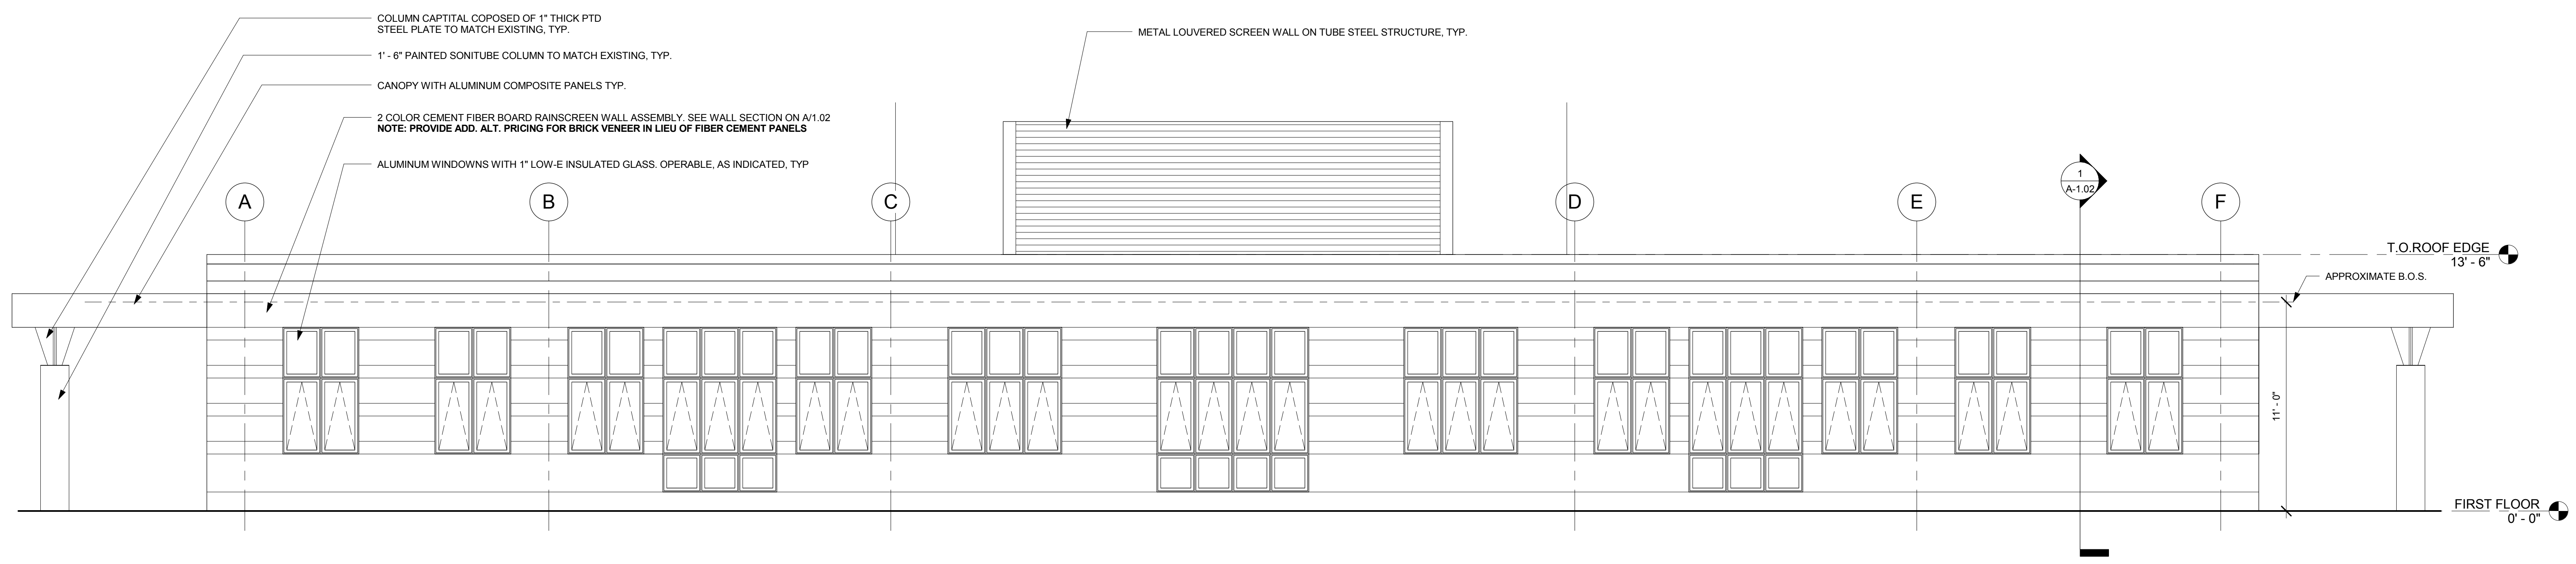 COLUMN CAPTITAL COPOSED OF 1" THICK PTD
STEEL PLATE TO MATCH EXISTING, TYP.
1' - 6" PAINTED SONITUBE COLUMN TO MATCH EXISTING, TYP.
CANOPY WITH ALUMINUM COMPOSITE PANELS TYP.
2 COLOR CEMENT FIBER BOARD RAINSCREEN WALL ASSEMBLY. SEE WALL SECTION ON A/1.02
NOTE: PROVIDE ADD. ALT. PRICING FOR BRICK VENEER IN LIEU OF FIBER CEMENT PANELS
ALUMINUM WINDOWNS WITH 1" LOW-E INSULATED GLASS. OPERABLE, AS INDICATED, TYP
METAL LOUVERED SCREEN WALL ON TUBE STEEL STRUCTURE, TYP.
A
B
C
D
E
1
A-1.02
F
T.O.ROOF EDGE
13' - 6"
APPROXIMATE B.O.S.
11' - 0"
FIRST FLOOR
0' - 0"